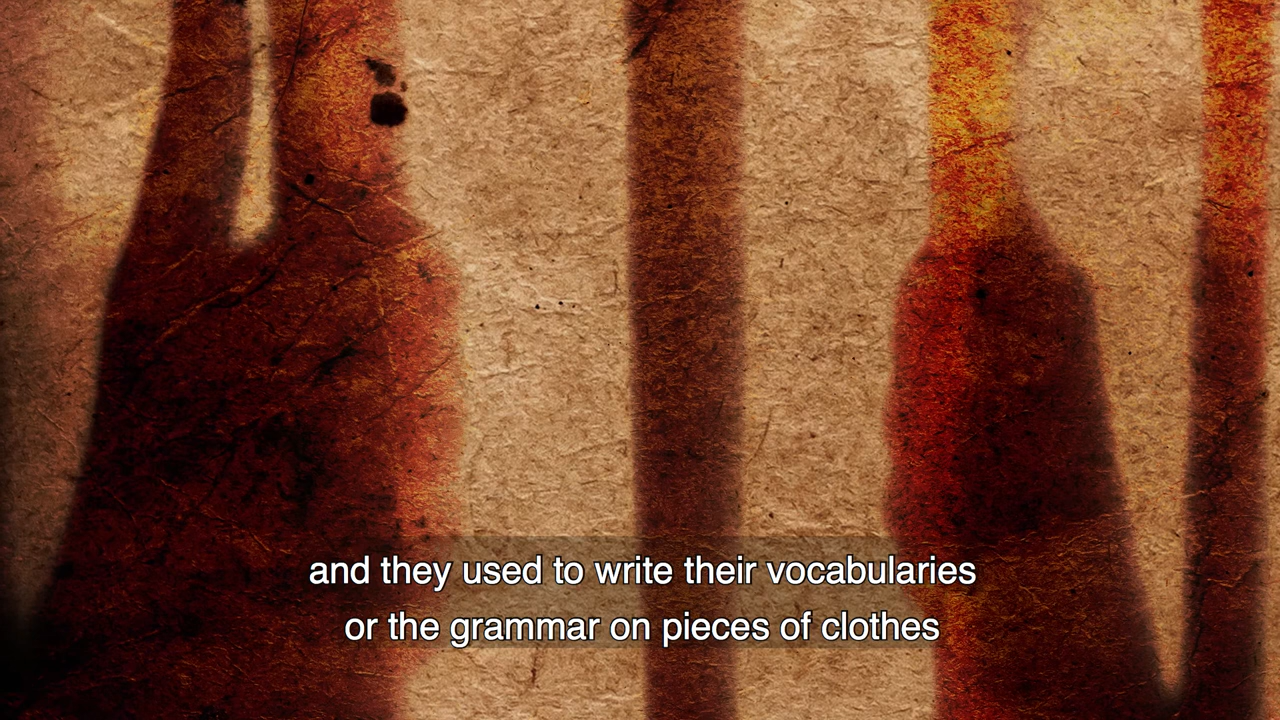 and they used to write their vocabularies
or the grammar on pieces of clothes